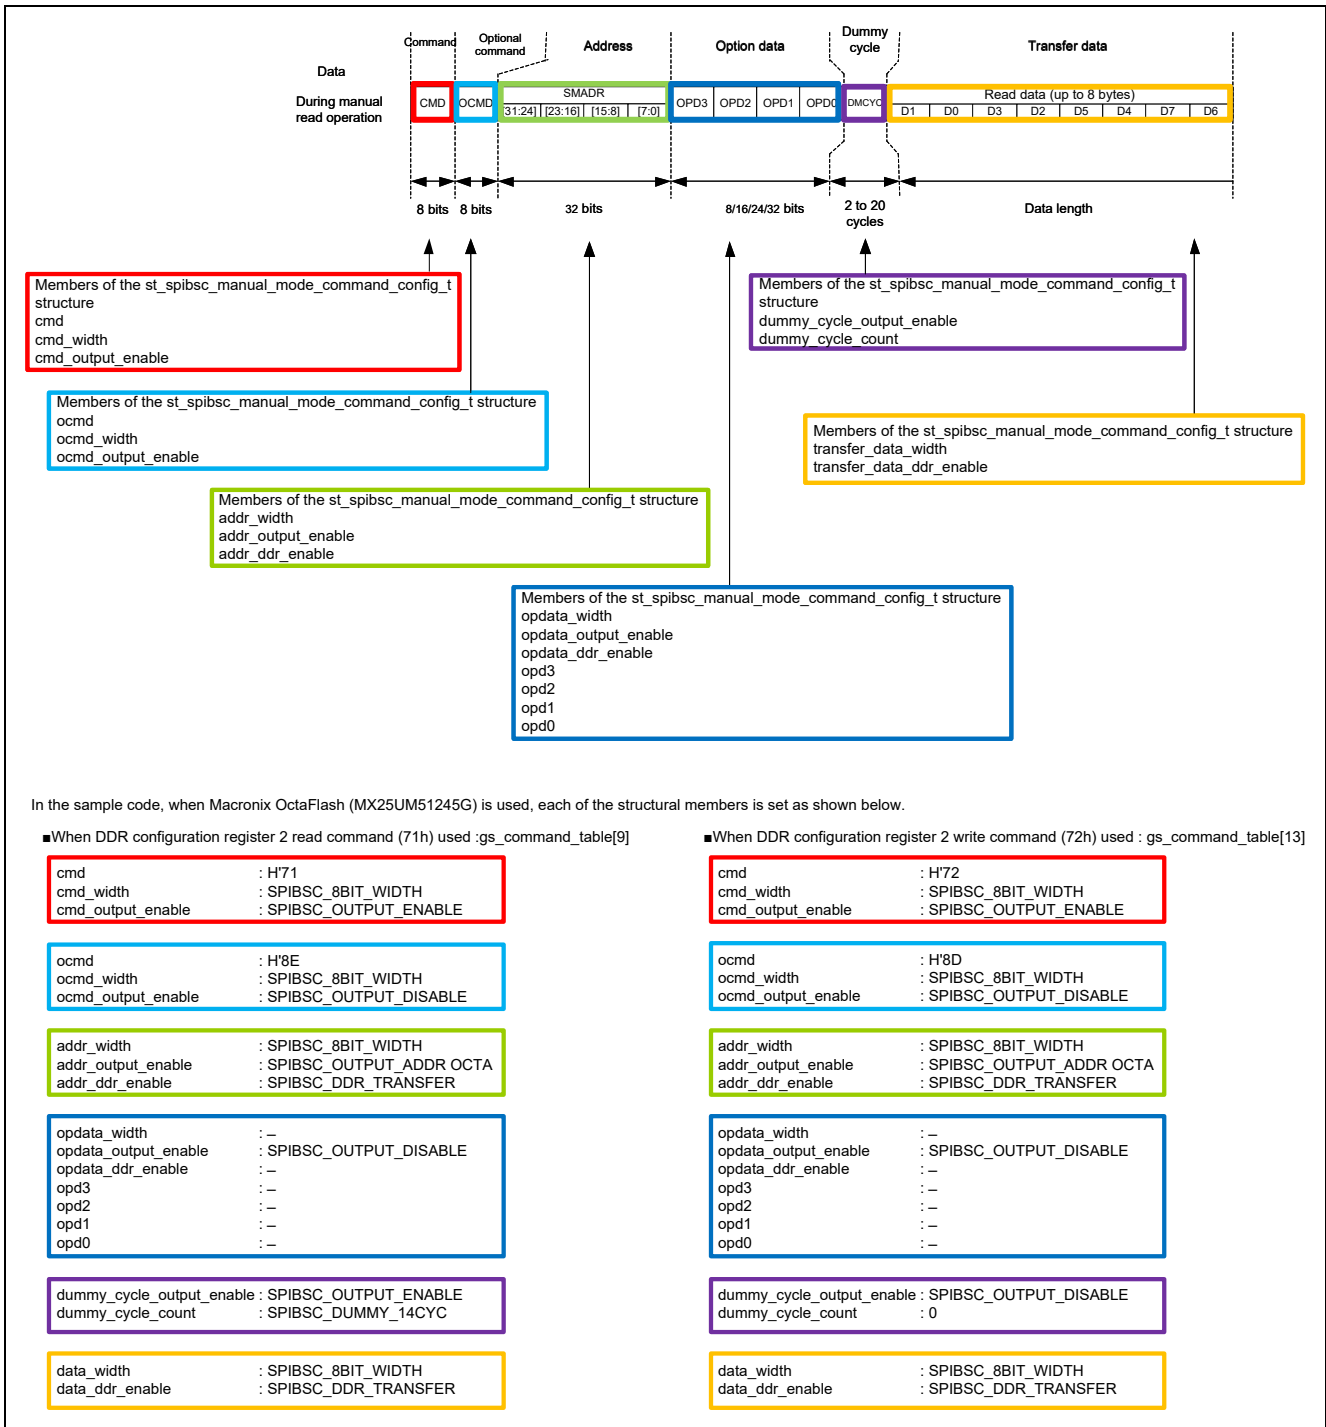 Command
Optional
command
Address
Option data
Dummy
cycle
Transfer data
Data
During manual
read operation
CMD
OCMD
SMADR
[31:24] [23:16] [15:8] [7:0]
OPD3 OPD2 OPD1 OPD0
DMCYC
Read data (up to 8 bytes)
D1 D0 D3 D2 D5 D4 D7 D6
8 bits
8 bits
32 bits
8/16/24/32 bits
2 to 20
cycles
Data length
Members of the st_spibsc_manual_mode_command_config_t
structure
cmd
cmd_width
cmd_output_enable
Members of the st_spibsc_manual_mode_command_config_t
structure
dummy_cycle_output_enable
dummy_cycle_count
Members of the st_spibsc_manual_mode_command_config_t structure
ocmd
ocmd_width
ocmd_output_enable
Members of the st_spibsc_manual_mode_command_config_t structure
transfer_data_width
transfer_data_ddr_enable
Members of the st_spibsc_manual_mode_command_config_t structure
addr_width
addr_output_enable
addr_ddr_enable
Members of the st_spibsc_manual_mode_command_config_t structure
opdata_width
opdata_output_enable
opdata_ddr_enable
opd3
opd2
opd1
opd0
In the sample code, when Macronix OctaFlash (MX25UM51245G) is used, each of the structural members is set as shown below.
■When DDR configuration register 2 read command (71h) used :gs_command_table[9]
cmd : H'71
cmd_width : SPIBSC_8BIT_WIDTH
cmd_output_enable : SPIBSC_OUTPUT_ENABLE
ocmd : H'8E
ocmd_width : SPIBSC_8BIT_WIDTH
ocmd_output_enable : SPIBSC_OUTPUT_DISABLE
addr_width : SPIBSC_8BIT_WIDTH
addr_output_enable : SPIBSC_OUTPUT_ADDR OCTA
addr_ddr_enable : SPIBSC_DDR_TRANSFER
opdata_width : –
opdata_output_enable : SPIBSC_OUTPUT_DISABLE
opdata_ddr_enable : –
opd3 : –
opd2 : –
opd1 : –
opd0 : –
dummy_cycle_output_enable : SPIBSC_OUTPUT_ENABLE
dummy_cycle_count : SPIBSC_DUMMY_14CYC
data_width : SPIBSC_8BIT_WIDTH
data_ddr_enable : SPIBSC_DDR_TRANSFER
■When DDR configuration register 2 write command (72h) used : gs_command_table[13]
cmd : H'72
cmd_width : SPIBSC_8BIT_WIDTH
cmd_output_enable : SPIBSC_OUTPUT_ENABLE
ocmd : H'8D
ocmd_width : SPIBSC_8BIT_WIDTH
ocmd_output_enable : SPIBSC_OUTPUT_DISABLE
addr_width : SPIBSC_8BIT_WIDTH
addr_output_enable : SPIBSC_OUTPUT_ADDR OCTA
addr_ddr_enable : SPIBSC_DDR_TRANSFER
opdata_width : –
opdata_output_enable : SPIBSC_OUTPUT_DISABLE
opdata_ddr_enable : –
opd3 : –
opd2 : –
opd1 : –
opd0 : –
dummy_cycle_output_enable : SPIBSC_OUTPUT_DISABLE
dummy_cycle_count : 0
data_width : SPIBSC_8BIT_WIDTH
data_ddr_enable : SPIBSC_DDR_TRANSFER